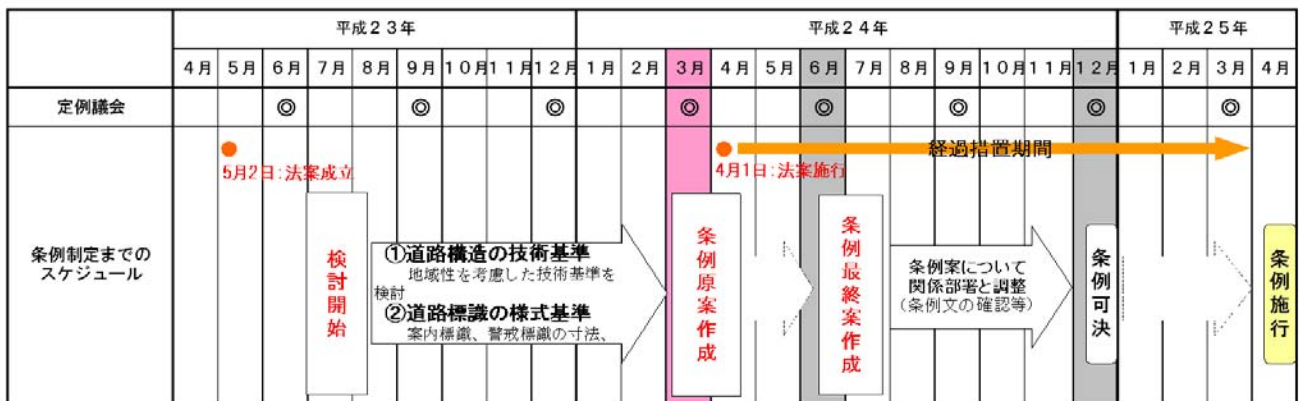 平成２３年 平成２４年 平成２５年
４月 ５月 ６月 ７月 ８月 ９月 １０月 １１月 １２月 １月 ２月 ３月 ４月 ５月 ６月 ７月 ８月 ９月 １０月 １１月 １２月 １月 ２月 ３月 ４月
定例議会 ◎ ◎ ◎ ◎ ◎ ◎ ◎ ◎
経過措置期間
5月2日：法案成立
4月1日：法案施行
条例制定までの
スケジュール
検討開始
①道路構造の技術基準
地域性を考慮した技術基準を
検討
②道路標識の様式基準
案内標識、警戒標識の寸法、
条例原案作成
条例最終案作成
条例案について
関係部署と調整
（条例文の確認等）
条例可決
条例施行